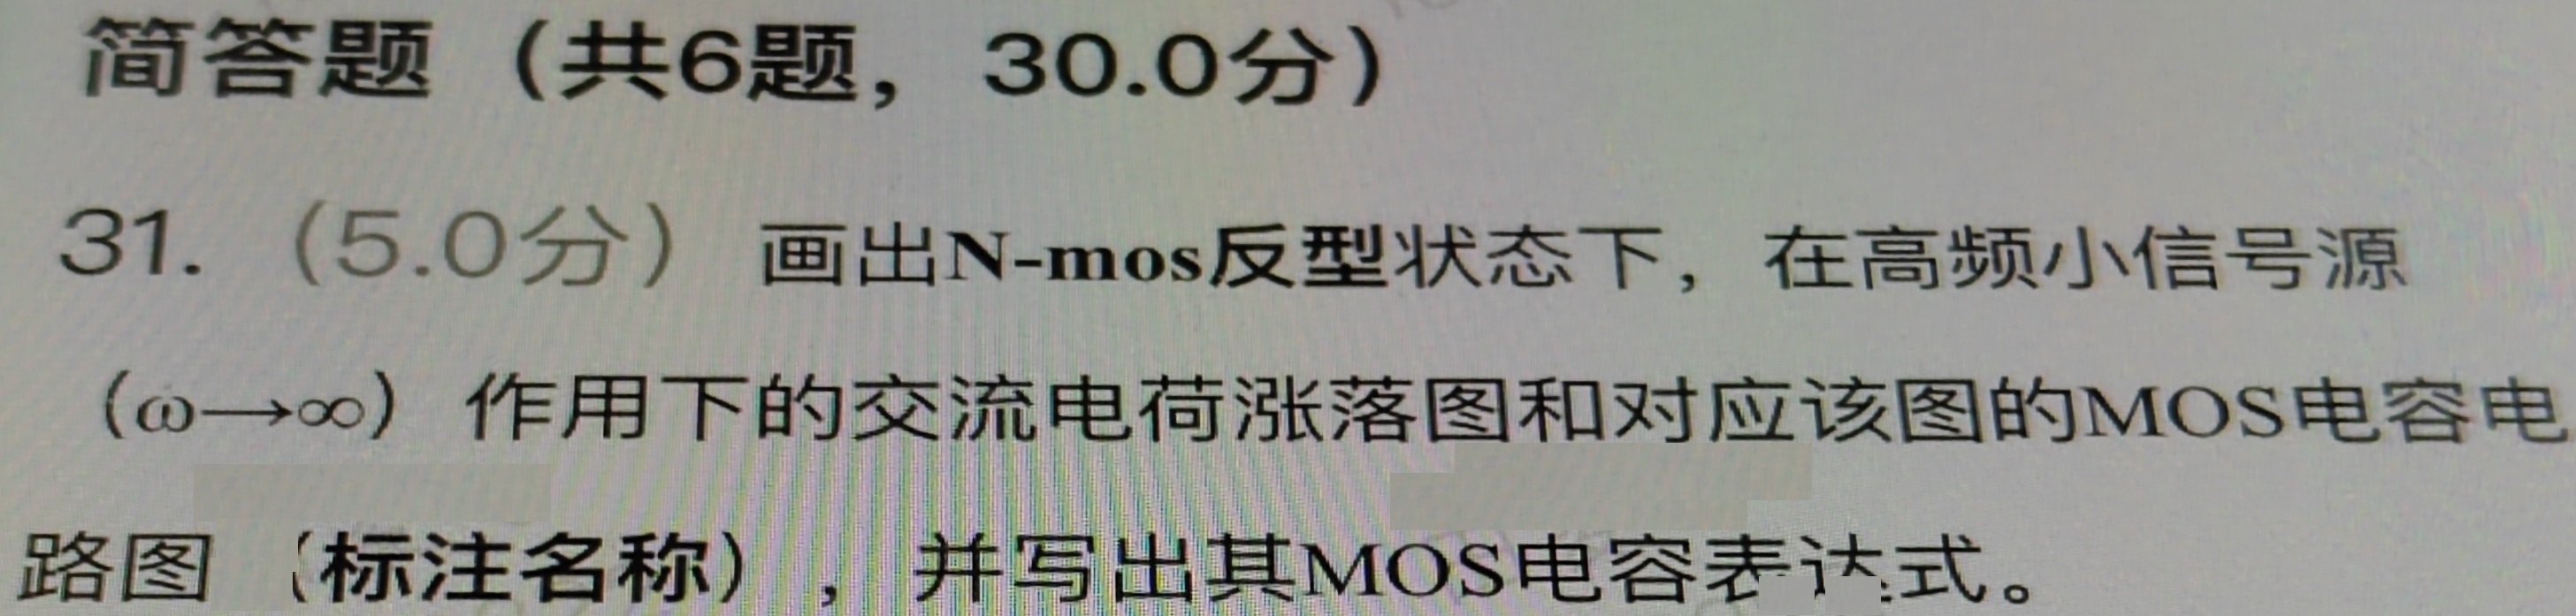 简答题（共6题，30.0分）
31.（5.0分）画出N-mos反型状态下，在高频小信号源
（ω→∞）作用下的交流电荷涨落图和对应该图的MOS电容电
路图（标注名称），并写出其MOS电容表达式。